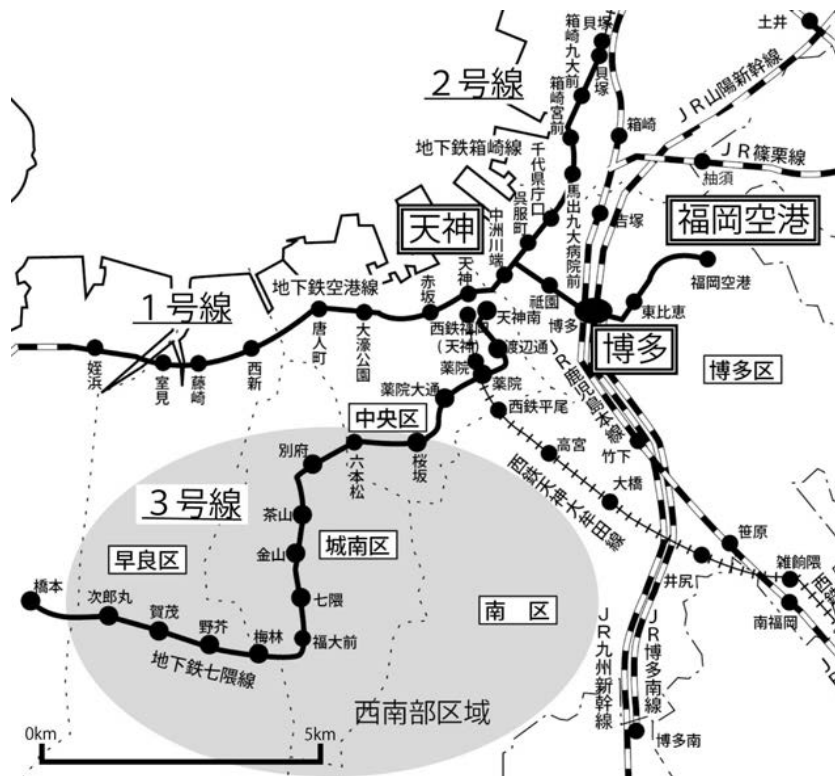 貝塚
箱崎九大前
貝塚
土井
2号線
箱崎宮前
JR山陽新幹線
地下鉄箱崎線
箱崎
JR篠栗線
千代県庁口
馬出九大病院前
柚須
呉服町
中洲川端
吉塚
天神
福岡空港
地下鉄空港線
赤坂
天神
福岡空港
1号線
祇園
東比恵
博多
唐人町
大濠公園
西鉄福岡
(天神)
天神南
渡辺通
博多
姪浜
室見
藤崎
西新
薬院
薬院
JR鹿児島本線
博多区
薬院大通
西鉄平尾
中央区
別府
六本松
桜坂
高宮
竹下
大橋
西鉄天神大牟田線
3号線
茶山
笹原
早良区
金山
城南区
雑餉隈
井尻
西鉄
橋本
次郎丸
七隈
南区
南福岡
賀茂
野芥
梅林
福大前
地下鉄七隈線
JR九州新幹線
JR博多南線
西南部区域
0km
5km
博多南